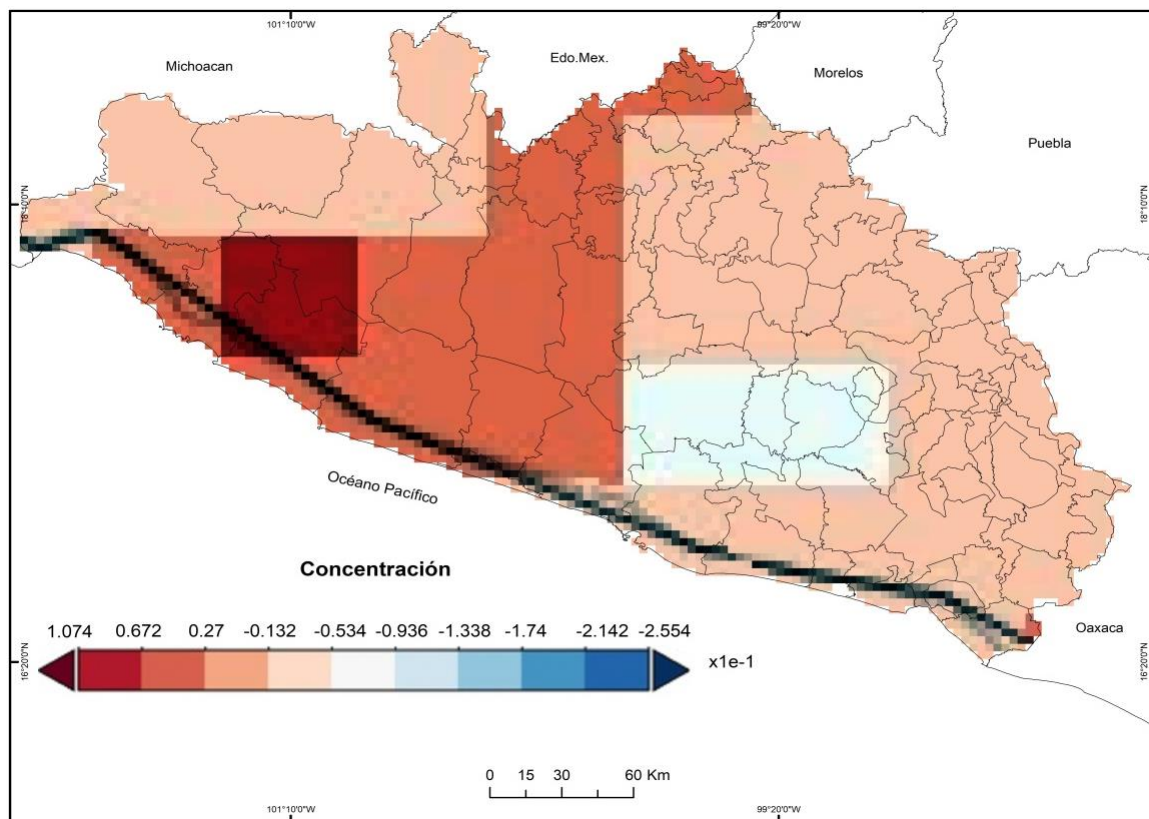 101°10'0"W 99°20'0"W
Michoacan
Edo.Mex.
Morelos
Puebla
18°10'0"N 18°10'0"N
Océano Pacífico
Concentración
1.074 0.672 0.27 -0.132 -0.534 -0.936 -1.338 -1.74 -2.142 -2.554
x1e-1
Oaxaca
16°20'0"N 16°20'0"N
0 15 30 60 Km
101°10'0"W 99°20'0"W